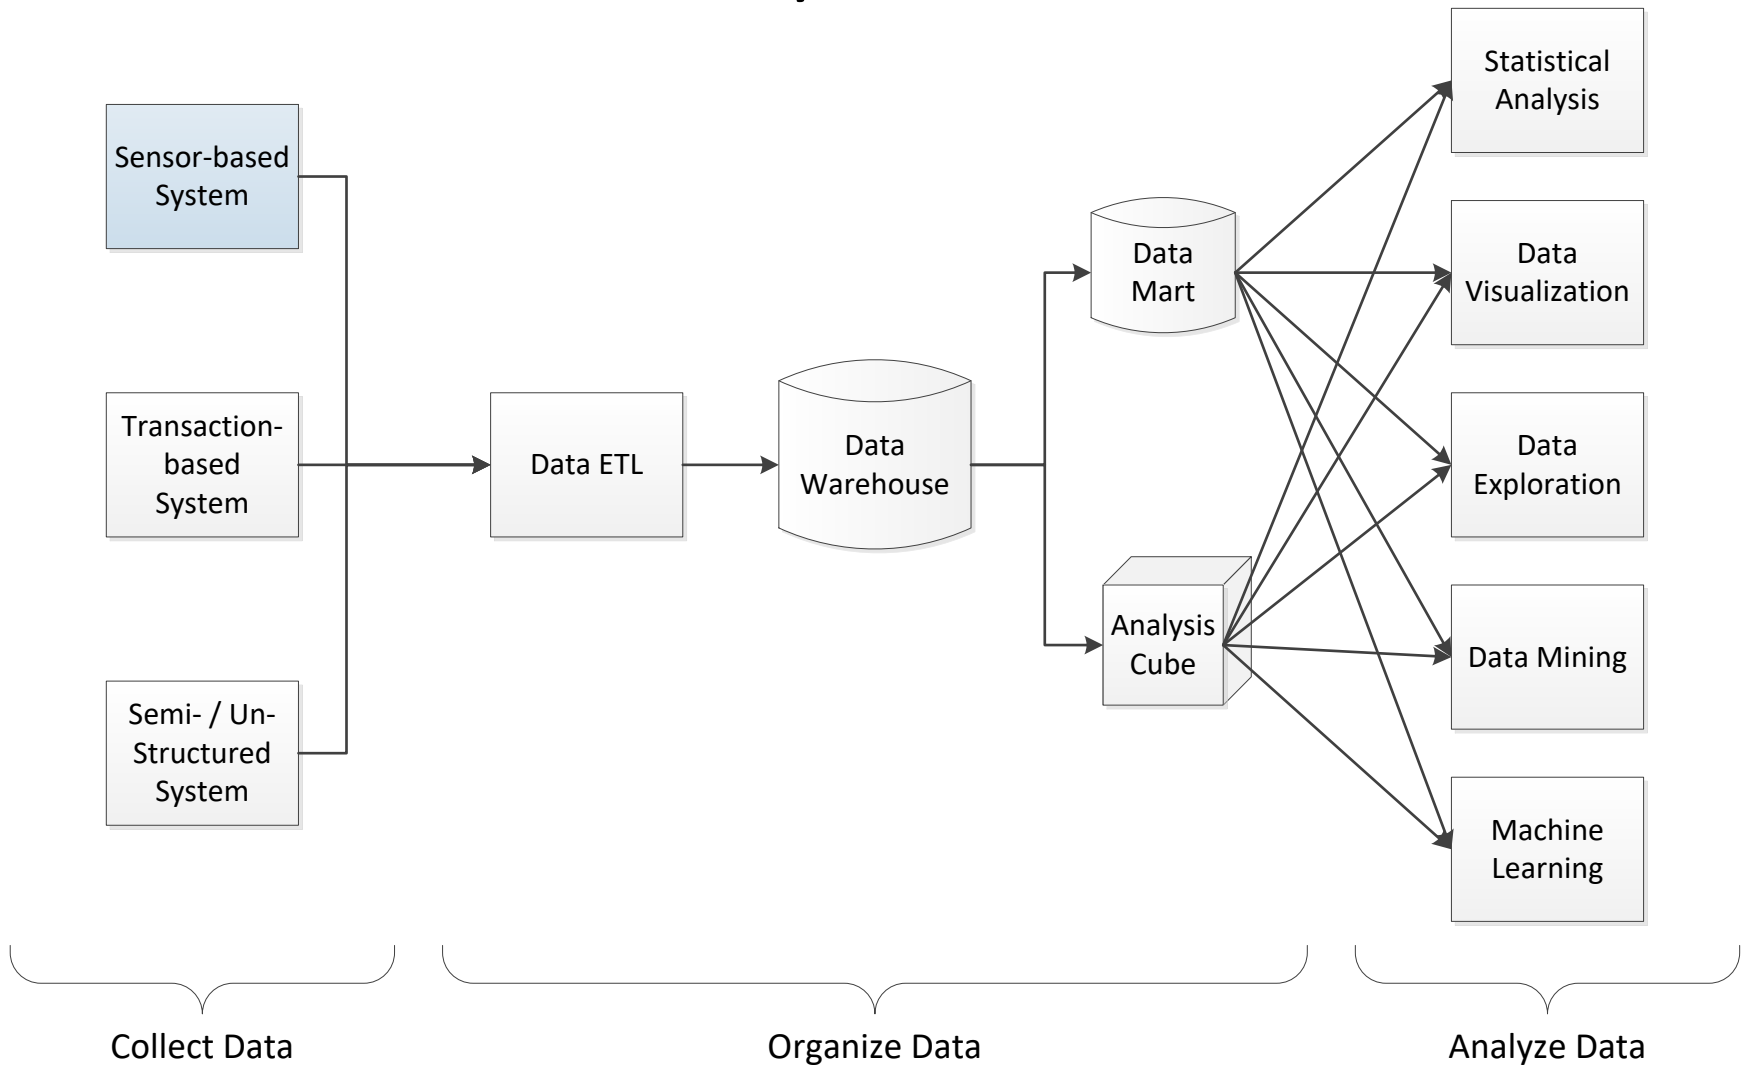 Sensor-based
System
Transaction-
based
System
Semi- / Un-
Structured
System
Data ETL
Data
Warehouse
Data
Mart
Analysis
Cube
Statistical
Analysis
Data
Visualization
Data
Exploration
Data Mining
Machine
Learning
Collect Data
Organize Data
Analyze Data